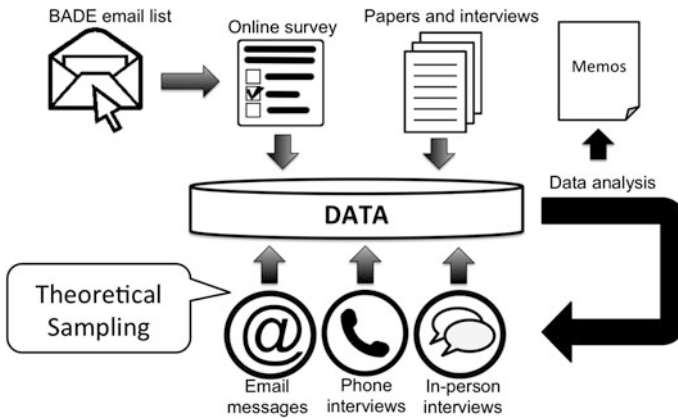 BADE email list
Online survey
Papers and interviews
Memos
Data analysis
DATA
Theoretical
Sampling
@
Email
messages
Phone
interviews
In-person
interviews